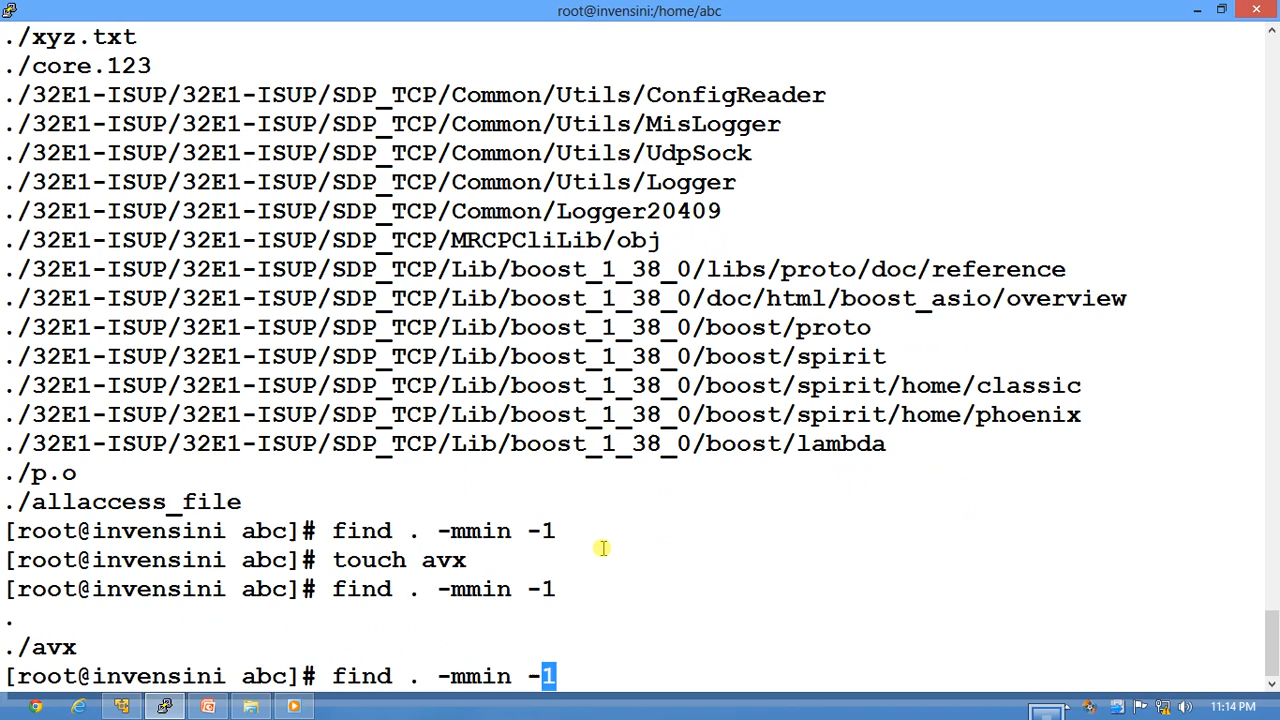 root@invensini:/home/abc
./xyz.txt
./core.123
./32E1-ISUP/32E1-ISUP/SDP_TCP/Common/Utils/ConfigReader
./32E1-ISUP/32E1-ISUP/SDP_TCP/Common/Utils/MisLogger
./32E1-ISUP/32E1-ISUP/SDP_TCP/Common/Utils/UdpSock
./32E1-ISUP/32E1-ISUP/SDP_TCP/Common/Utils/Logger
./32E1-ISUP/32E1-ISUP/SDP_TCP/Common/Logger20409
./32E1-ISUP/32E1-ISUP/SDP_TCP/MRCPCliLib/obj
./32E1-ISUP/32E1-ISUP/SDP_TCP/Lib/boost_1_38_0/libs/proto/doc/reference
./32E1-ISUP/32E1-ISUP/SDP_TCP/Lib/boost_1_38_0/doc/html/boost_asio/overview
./32E1-ISUP/32E1-ISUP/SDP_TCP/Lib/boost_1_38_0/boost/proto
./32E1-ISUP/32E1-ISUP/SDP_TCP/Lib/boost_1_38_0/boost/spirit
./32E1-ISUP/32E1-ISUP/SDP_TCP/Lib/boost_1_38_0/boost/spirit/home/classic
./32E1-ISUP/32E1-ISUP/SDP_TCP/Lib/boost_1_38_0/boost/spirit/home/phoenix
./32E1-ISUP/32E1-ISUP/SDP_TCP/Lib/boost_1_38_0/boost/lambda
./p.o
./allaccess_file
[root@invensini abc]# find . -mmin -1
[root@invensini abc]# touch avx
[root@invensini abc]# find . -mmin -1
.
./avx
[root@invensini abc]# find . -mmin -1
11:14 PM